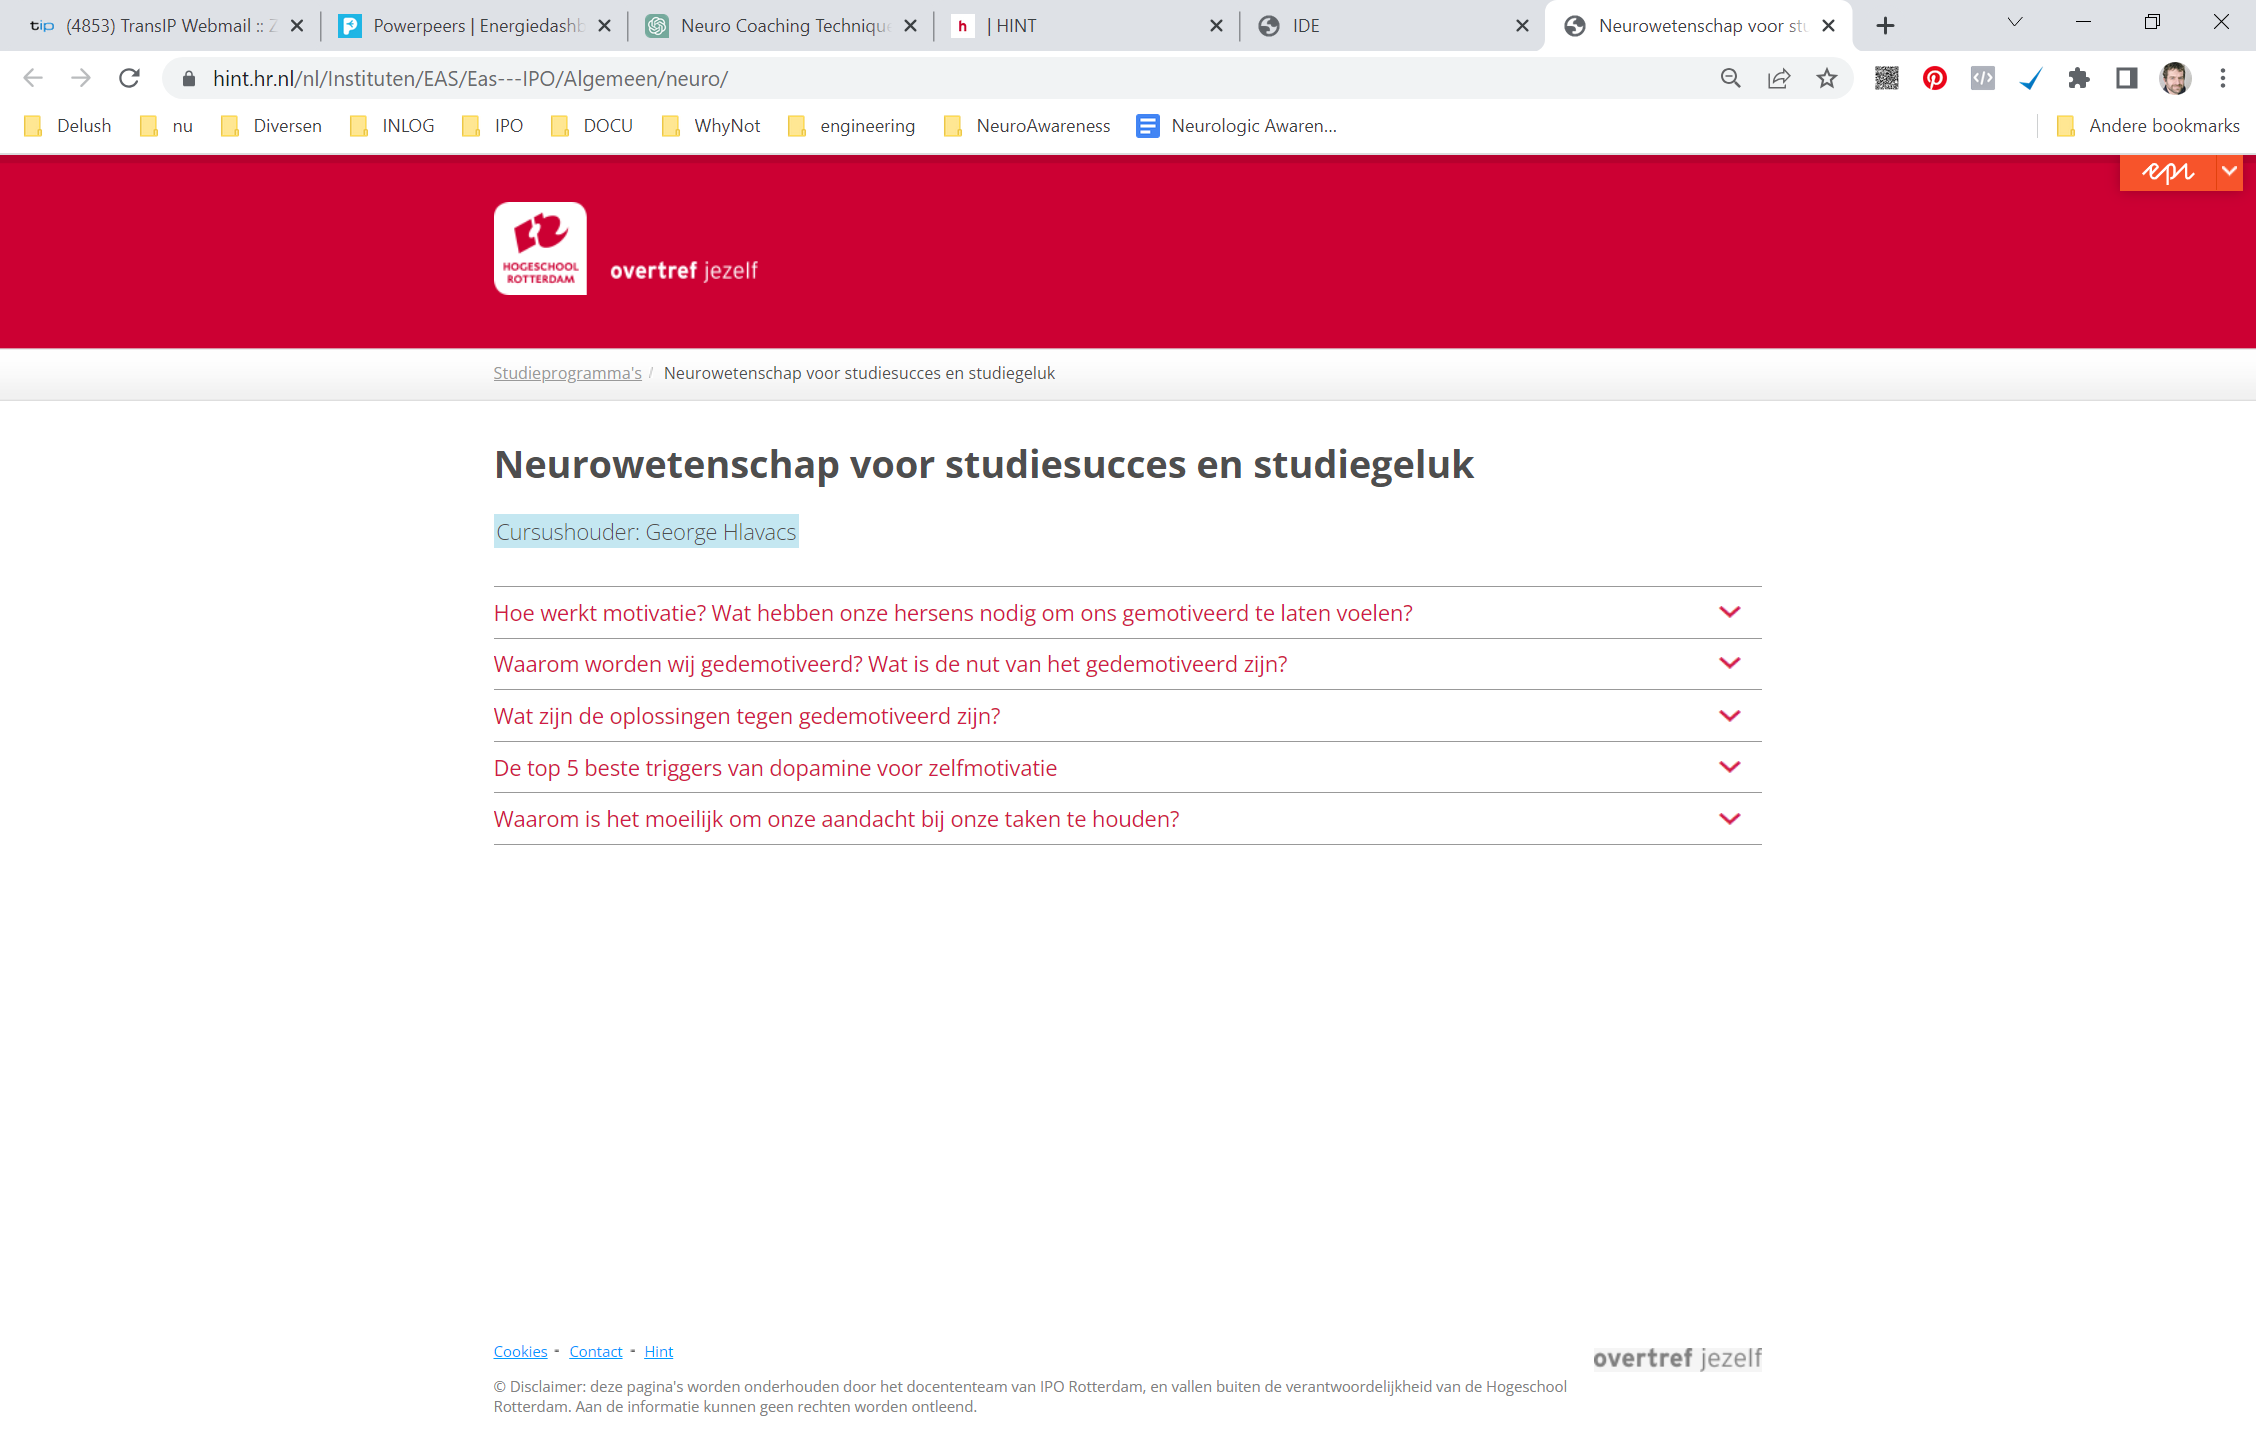 tip (4853) TransIP Webmail :: Z
Powerpeers | Energiedashb
Neuro Coaching Technique
h | HINT
IDE
Neurowetenschap voor stu
hint.hr.nl/nl/Instituten/EAS/Eas---IPO/Algemeen/neuro/
Delush nu Diversen INLOG IPO DOCU WhyNot engineering NeuroAwareness Neurologic Awaren... Andere bookmarks
epi
HOGESCHOOL
ROTTERDAM
overtref jezelf
Studieprogramma's / Neurowetenschap voor studiesucces en studiegeluk
Neurowetenschap voor studiesucces en studiegeluk
Cursushouder: George Hlavacs
Hoe werkt motivatie? Wat hebben onze hersens nodig om ons gemotiveerd te laten voelen?
Waarom worden wij gedemotiveerd? Wat is de nut van het gedemotiveerd zijn?
Wat zijn de oplossingen tegen gedemotiveerd zijn?
De top 5 beste triggers van dopamine voor zelfmotivatie
Waarom is het moeilijk om onze aandacht bij onze taken te houden?
Cookies - Contact - Hint
overtref jezelf
© Disclaimer: deze pagina's worden onderhouden door het docententeam van IPO Rotterdam, en vallen buiten de verantwoordelijkheid van de Hogeschool
Rotterdam. Aan de informatie kunnen geen rechten worden ontleend.